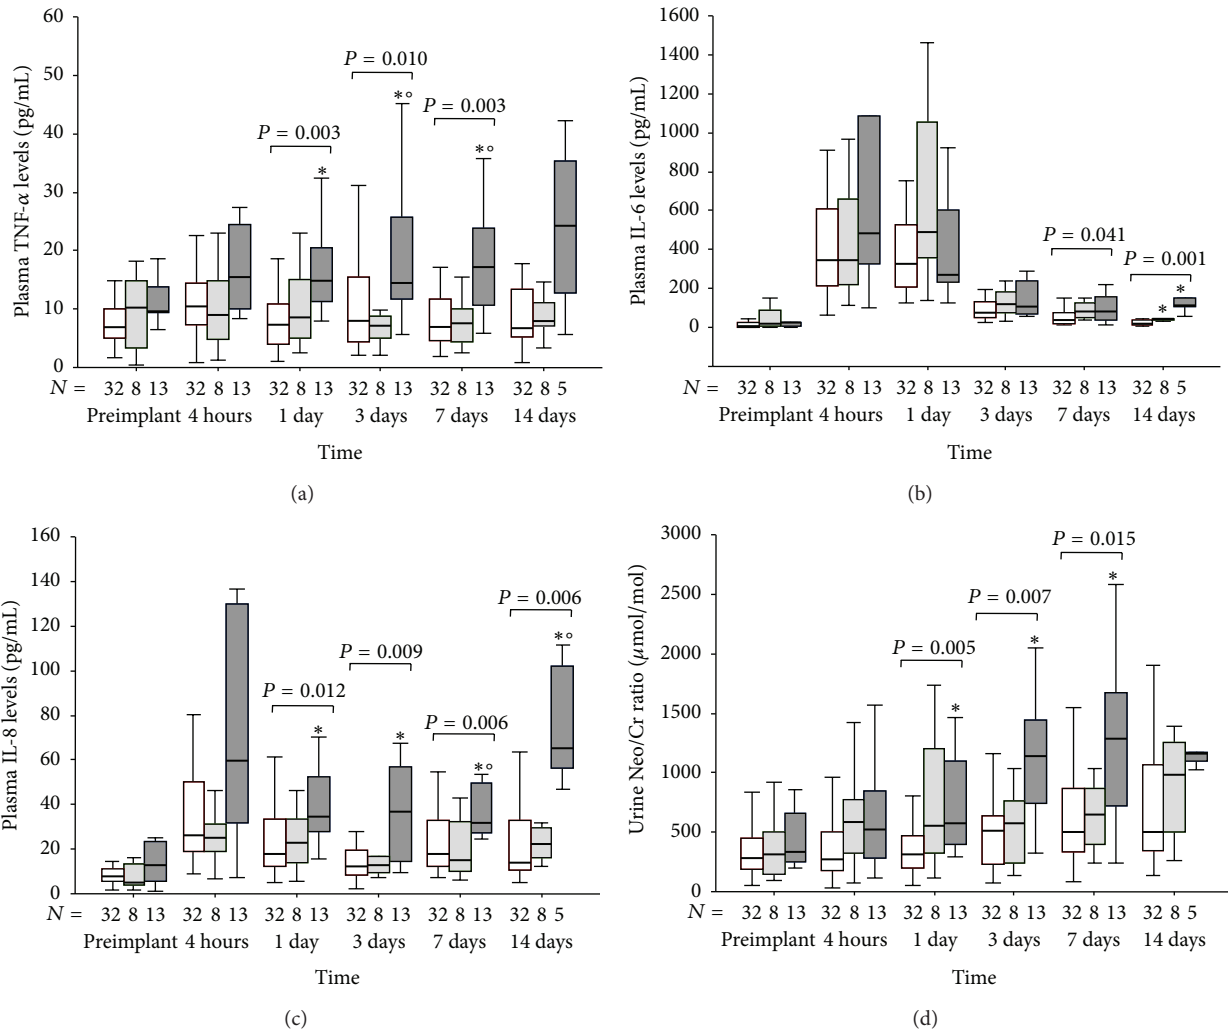 60
50
40
30
20
10
0
Plasma TNF-α levels (pg/mL)
P = 0.003
P = 0.010
P = 0.003
*
*°
*°
N = 32 8 13 32 8 13 32 8 13 32 8 13 32 8 13 32 8 5
Preimplant 4 hours 1 day 3 days 7 days 14 days
Time
(a)
1600
1400
1200
1000
800
600
400
200
0
Plasma IL-6 levels (pg/mL)
P = 0.041
P = 0.001
*
*
N = 32 8 13 32 8 13 32 8 13 32 8 13 32 8 13 32 8 5
Preimplant 4 hours 1 day 3 days 7 days 14 days
Time
(b)
160
140
120
100
80
60
40
20
0
Plasma IL-8 levels (pg/mL)
P = 0.012
P = 0.009
P = 0.006
P = 0.006
*
*
*°
*°
N = 32 8 13 32 8 13 32 8 13 32 8 13 32 8 13 32 8 5
Preimplant 4 hours 1 day 3 days 7 days 14 days
Time
(c)
3000
2500
2000
1500
1000
500
0
Urine Neo/Cr ratio (μmol/mol)
P = 0.005
P = 0.007
P = 0.015
*
*
*
N = 32 8 13 32 8 13 32 8 13 32 8 13 32 8 13 32 8 5
Preimplant 4 hours 1 day 3 days 7 days 14 days
Time
(d)